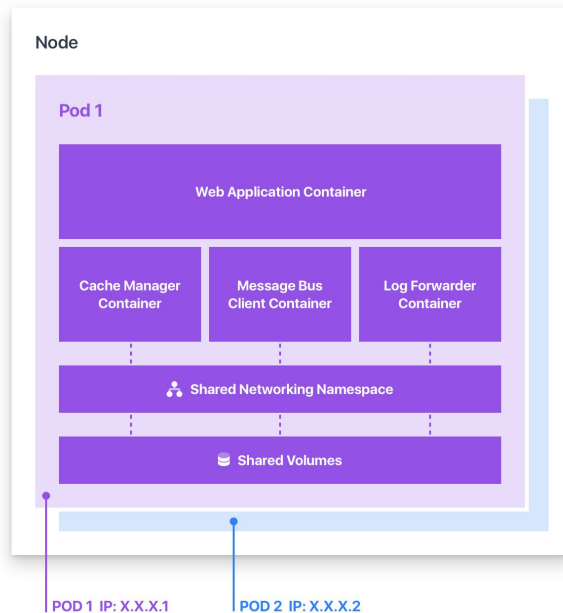 Node
Pod 1
Web Application Container
Cache Manager
Container
Message Bus
Client Container
Log Forwarder
Container
Shared Networking Namespace
Shared Volumes
POD 1 IP: X.X.X.1
POD 2 IP: X.X.X.2